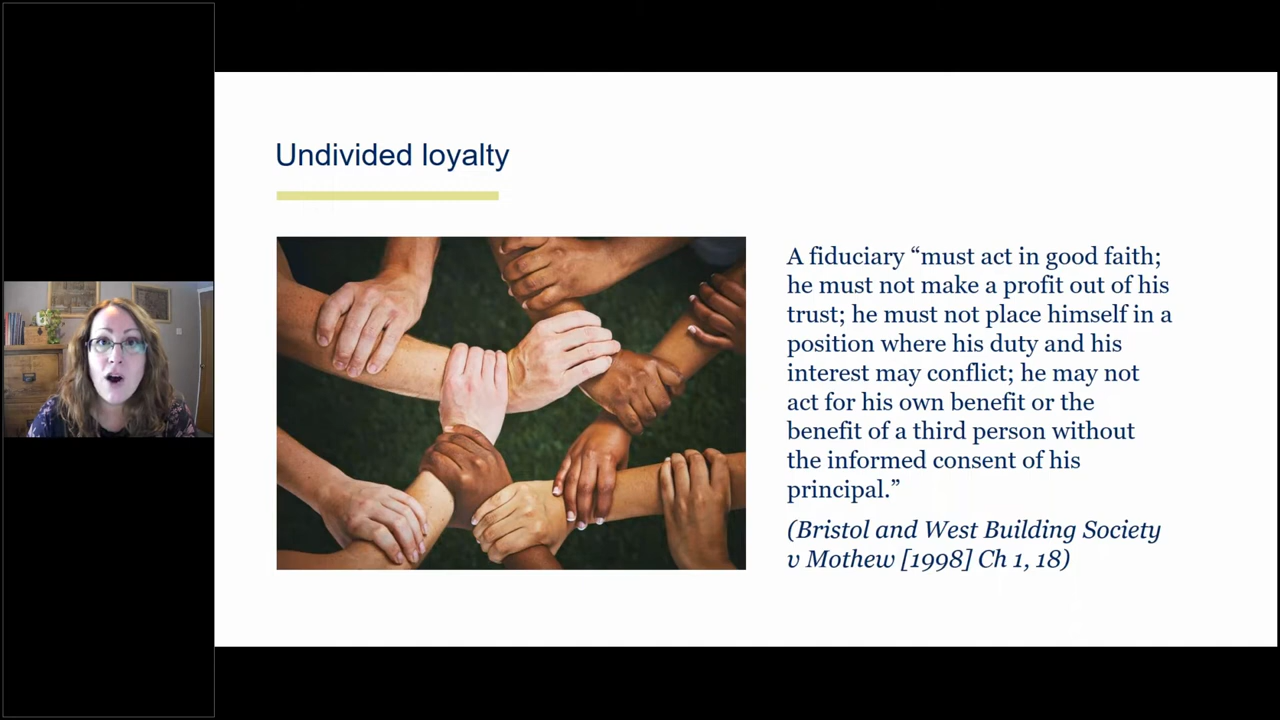 Undivided loyalty
A fiduciary “must act in good faith;
he must not make a profit out of his
trust; he must not place himself in a
position where his duty and his
interest may conflict; he may not
act for his own benefit or the
benefit of a third person without
the informed consent of his
principal.”
(Bristol and West Building Society
v Mothew [1998] Ch 1, 18)